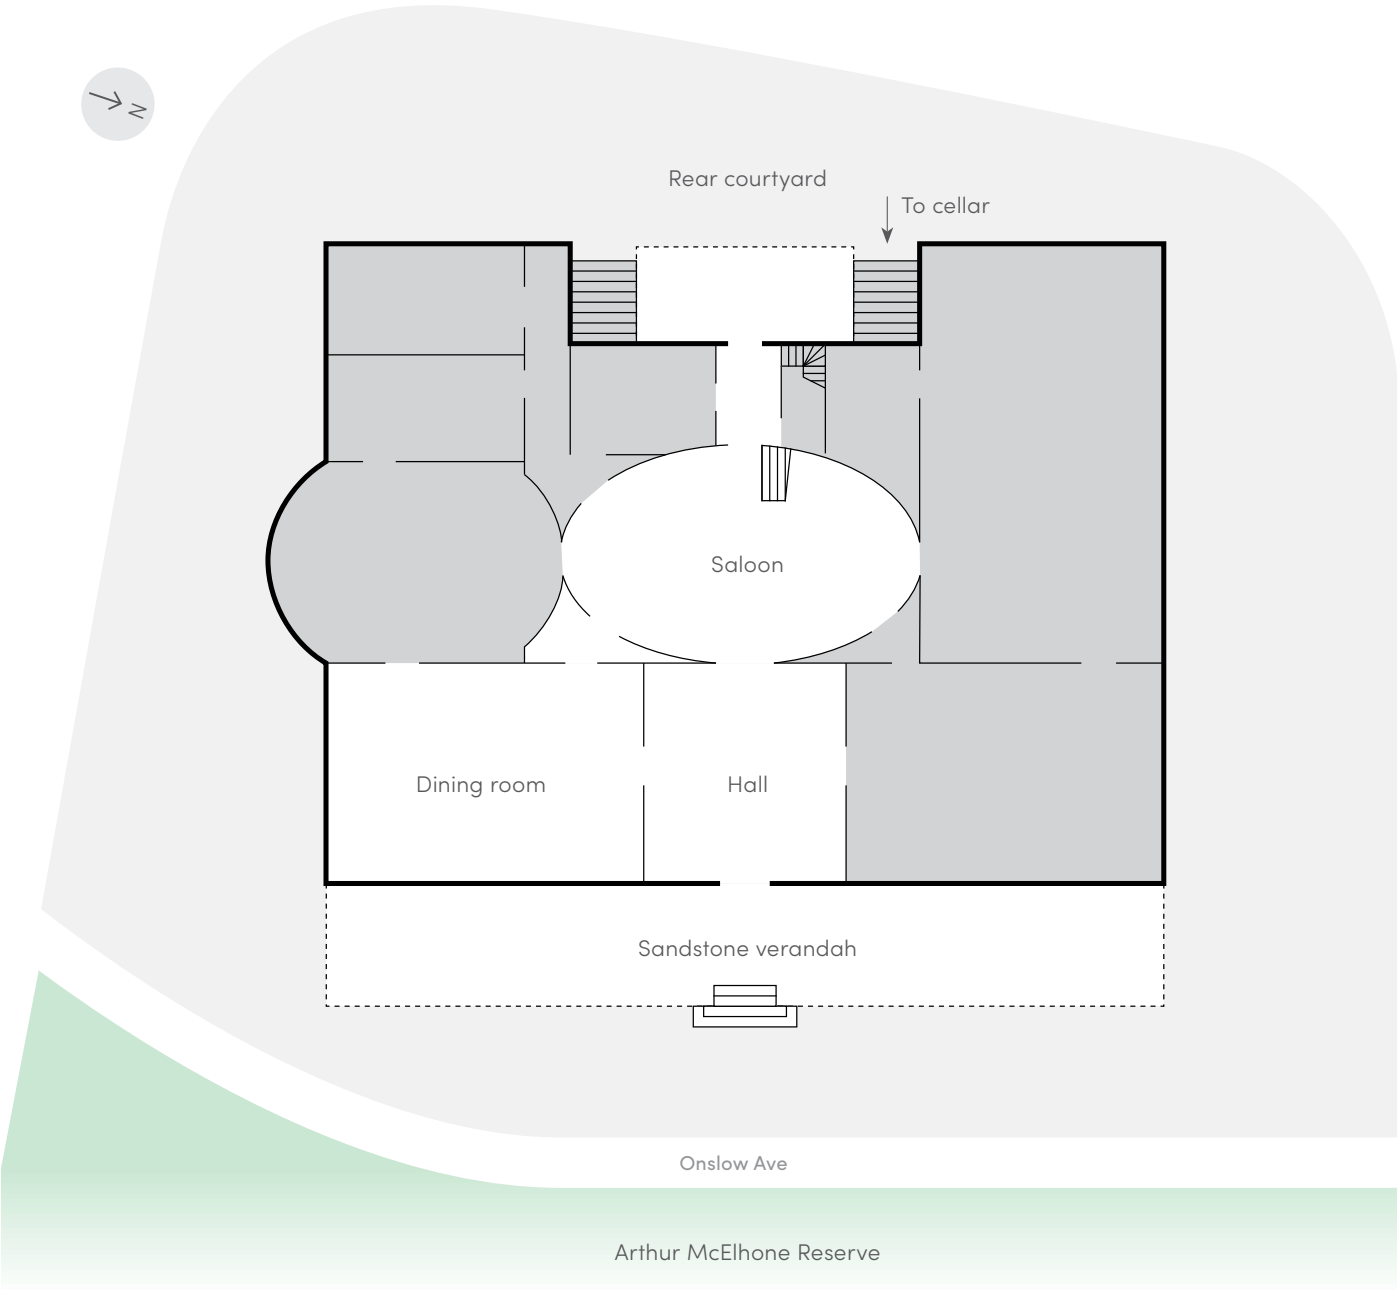 N
Rear courtyard
To cellar
Saloon
Dining room
Hall
Sandstone verandah
Onslow Ave
Arthur McElhone Reserve